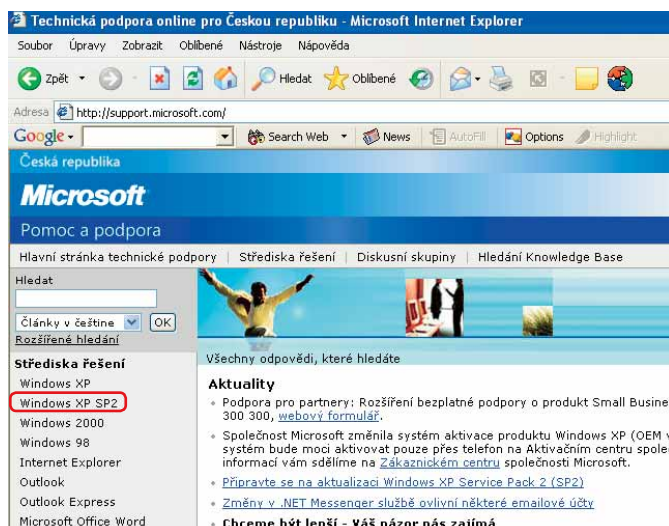 Technická podpora online pro Českou republiku - Microsoft Internet Explorer
Soubor Úpravy Zobrazit Oblíbené Nástroje Nápověda
Zpět Hledat Oblíbené
Adresa http://support.microsoft.com/
Google Search Web News AutoFill Options Highlight
Česká republika
Microsoft
Pomoc a podpora
Hlavní stránka technické podpory | Střediska řešení | Diskusní skupiny | Hledání Knowledge Base
Hledat
Články v češtine OK
Rozšířené hledání
Střediska řešení
Windows XP
Windows XP SP2
Windows 2000
Windows 98
Internet Explorer
Outlook
Outlook Express
Microsoft Office Word
Všechny odpovědi, které hledáte
Aktuality
Podpora pro partnery: Rozšíření bezplatné podpory o produkt Small Busine
300 300, webový formulář.
Společnost Microsoft změnila systém aktivace produktu Windows XP (OEM v
systém bude moci aktivovat pouze přes telefon na Aktivačním centru spole
informací vám sdělíme na Zákaznickém centru společnosti Microsoft.
Připravte se na aktualizaci Windows XP Service Pack 2 (SP2)
Změny v .NET Messenger službě ovlivní některé emailové účty
Chceme být lepší - Váš názor nás zajímá